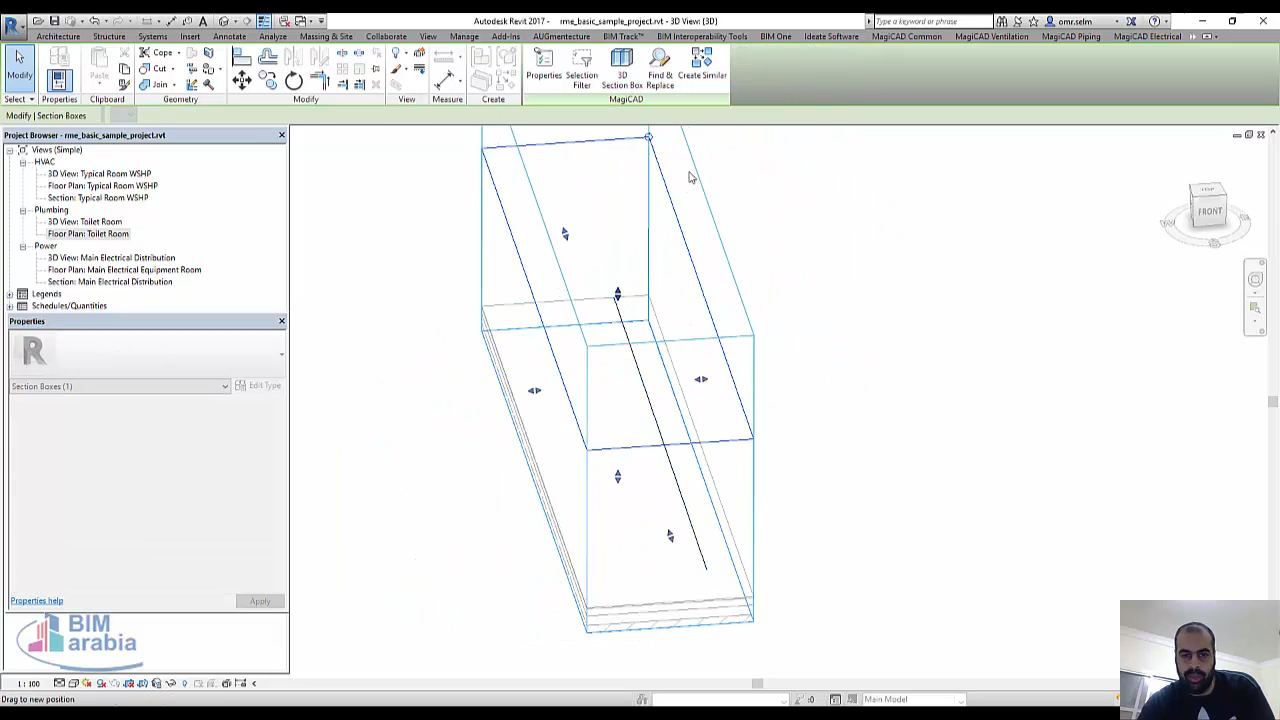 Autodesk Revit 2017 - rme_basic_sample_project.rvt - 3D View: {3D}
Type a keyword or phrase
omr.selm
Architecture Structure Systems Insert Annotate Analyze Massing & Site Collaborate View Manage Add-Ins AUGmentecture BIM Track™ BIM Interoperability Tools BIM One Ideate Software MagiCAD Common MagiCAD Ventilation MagiCAD Piping MagiCAD Electrical
Modify
Paste
Cope
Cut
Join
Properties
Selection Filter
3D Section Box
Find & Replace
Create Similar
Select Properties Clipboard Geometry Modify View Measure Create MagiCAD
Modify | Section Boxes
Project Browser - rme_basic_sample_project.rvt
Views (Simple)
HVAC
3D View: Typical Room WSHP
Floor Plan: Typical Room WSHP
Section: Typical Room WSHP
Plumbing
3D View: Toilet Room
Floor Plan: Toilet Room
Power
3D View: Main Electrical Distribution
Floor Plan: Main Electrical Equipment Room
Section: Main Electrical Distribution
Legends
Schedules/Quantities
Properties
R
Section Boxes (1)
Edit Type
Properties help
Apply
BIM
arabia
1 : 100
Drag to new position
:0
Main Model
TOP
FRONT